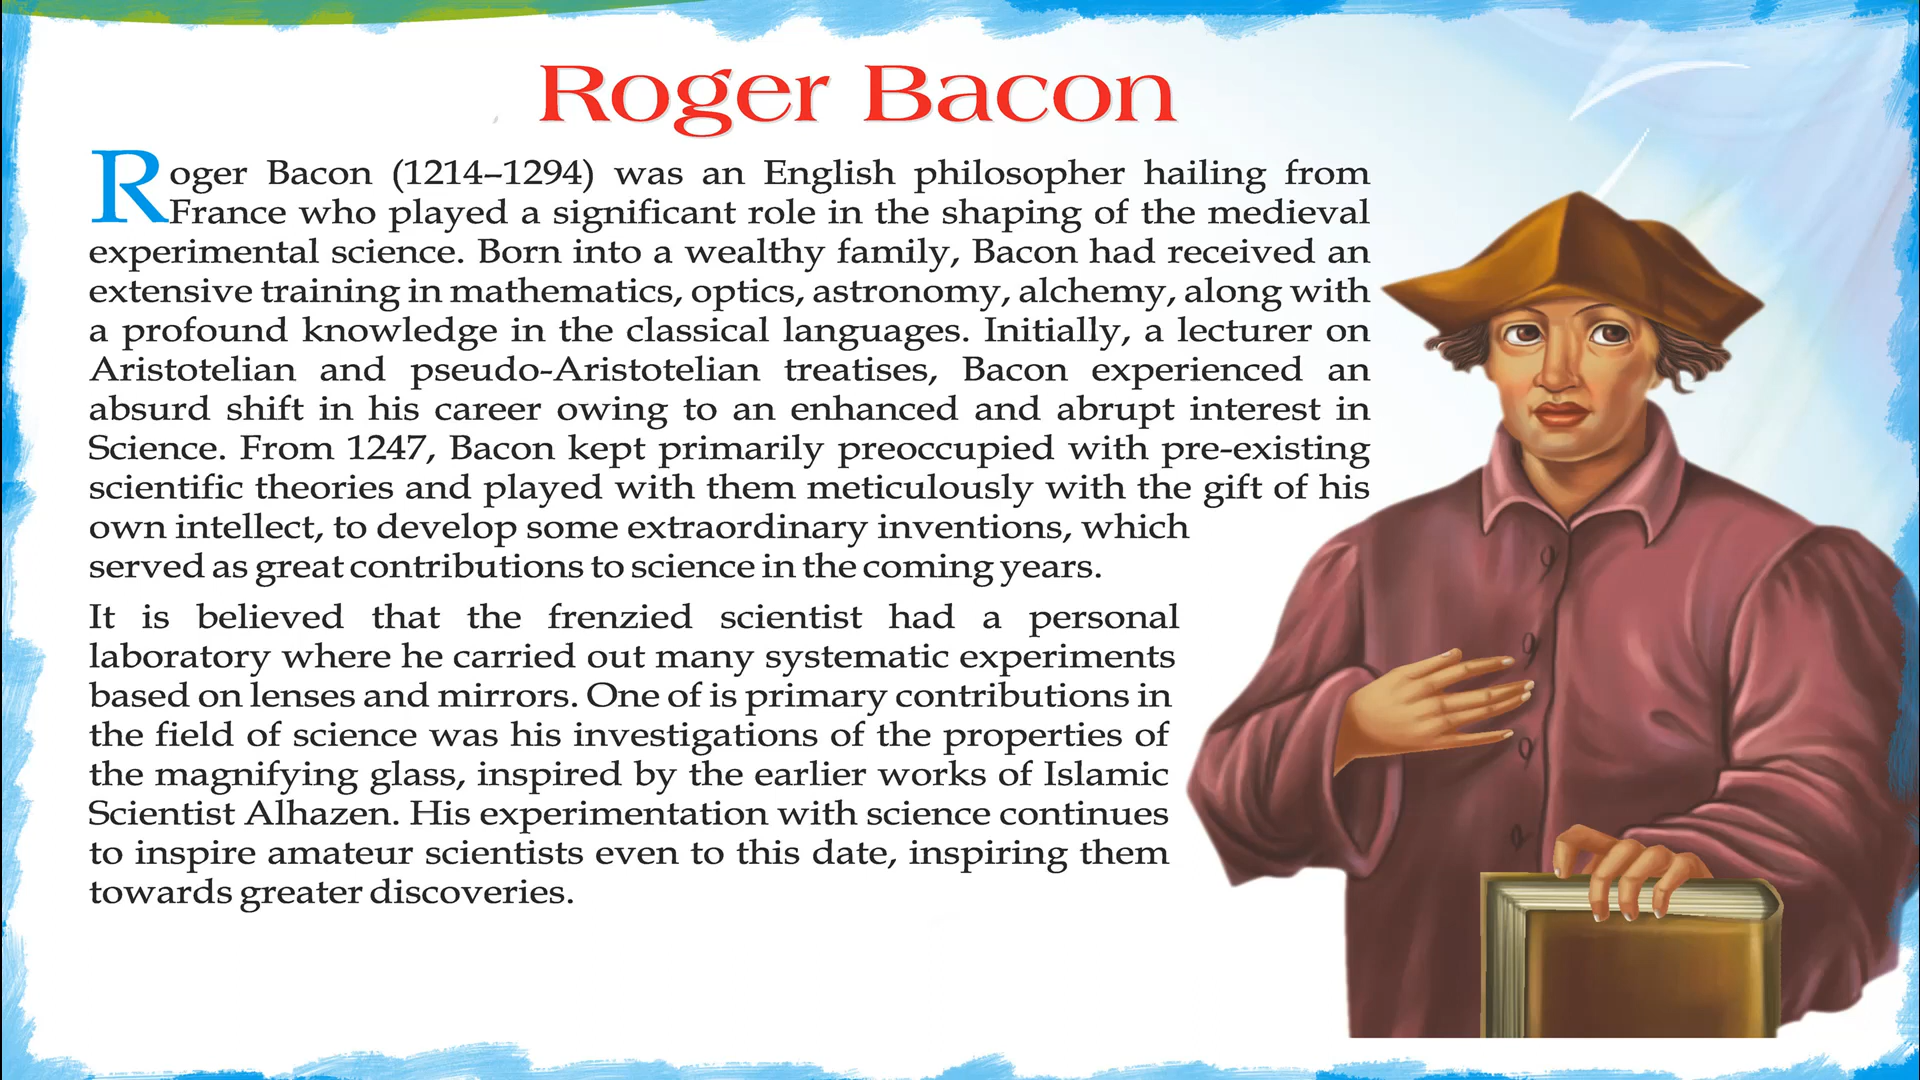 Roger Bacon
Roger Bacon (1214–1294) was an English philosopher hailing from
France who played a significant role in the shaping of the medieval
experimental science. Born into a wealthy family, Bacon had received an
extensive training in mathematics, optics, astronomy, alchemy, along with
a profound knowledge in the classical languages. Initially, a lecturer on
Aristotelian and pseudo-Aristotelian treatises, Bacon experienced an
absurd shift in his career owing to an enhanced and abrupt interest in
Science. From 1247, Bacon kept primarily preoccupied with pre-existing
scientific theories and played with them meticulously with the gift of his
own intellect, to develop some extraordinary inventions, which
served as great contributions to science in the coming years.
It is believed that the frenzied scientist had a personal
laboratory where he carried out many systematic experiments
based on lenses and mirrors. One of is primary contributions in
the field of science was his investigations of the properties of
the magnifying glass, inspired by the earlier works of Islamic
Scientist Alhazen. His experimentation with science continues
to inspire amateur scientists even to this date, inspiring them
towards greater discoveries.